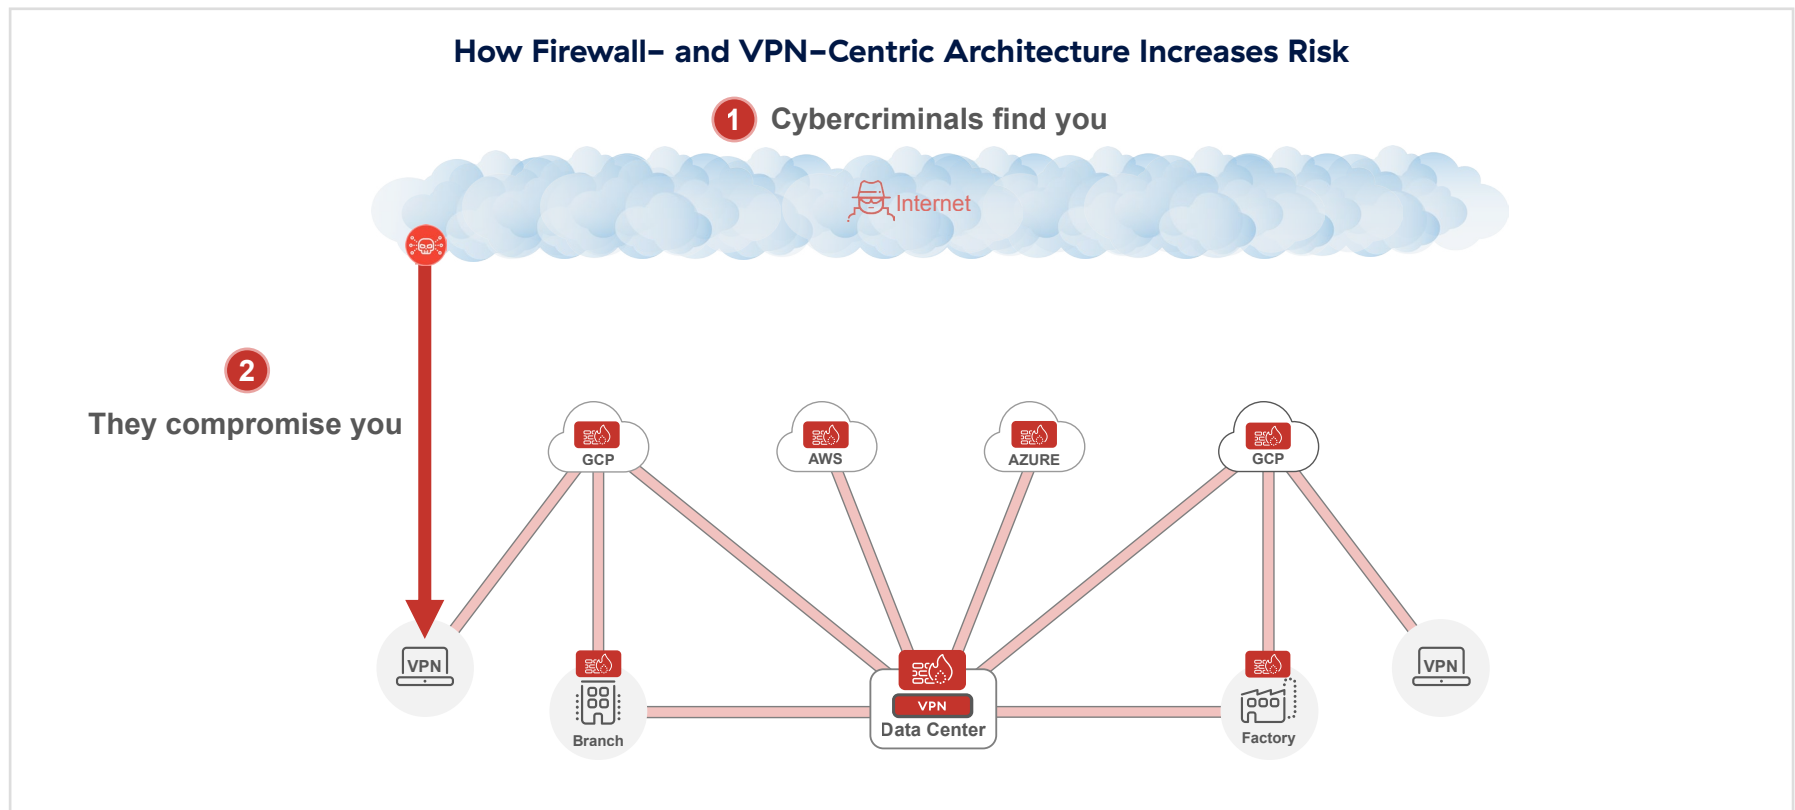 How Firewall- and VPN-Centric Architecture Increases Risk
1 Cybercriminals find you
Internet
2
They compromise you
GCP
AWS
AZURE
GCP
VPN
VPN
VPN
Branch
Data Center
Factory